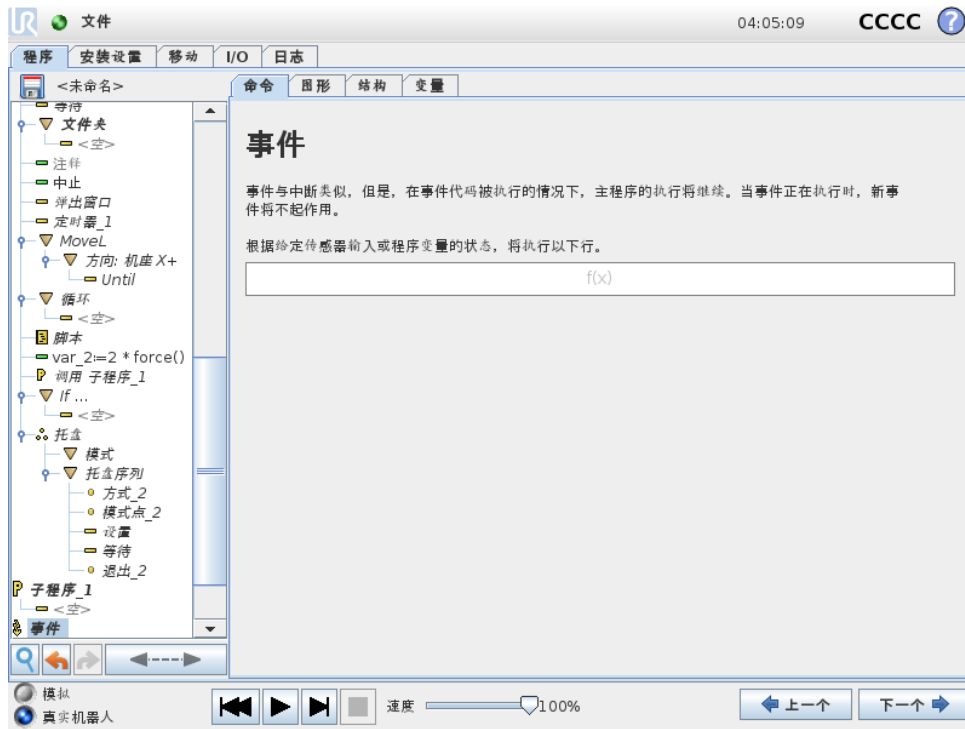 UR 文件 04:05:09 CCCC ?
程序 安装设置 移动 I/O 日志
<未命名> 命令 图形 结构 变量
等待
文件夹
<空>
注释
中止
弹出窗口
定时器_1
MoveL
方向: 机座 X+
Until
循环
<空>
脚本
var_2:=2 * force()
P 调用 子程序_1
If ...
<空>
托盘
模式
托盘序列
方式_2
模式点_2
设置
等待
退出_2
P 子程序_1
<空>
事件
事件
事件与中断类似，但是，在事件代码被执行的情况下，主程序的执行将继续。当事件正在执行时，新事
件将不起作用。
根据给定传感器输入或程序变量的状态，将执行以下行。
f(x)
模拟
真实机器人
速度 100%
上一个 下一个